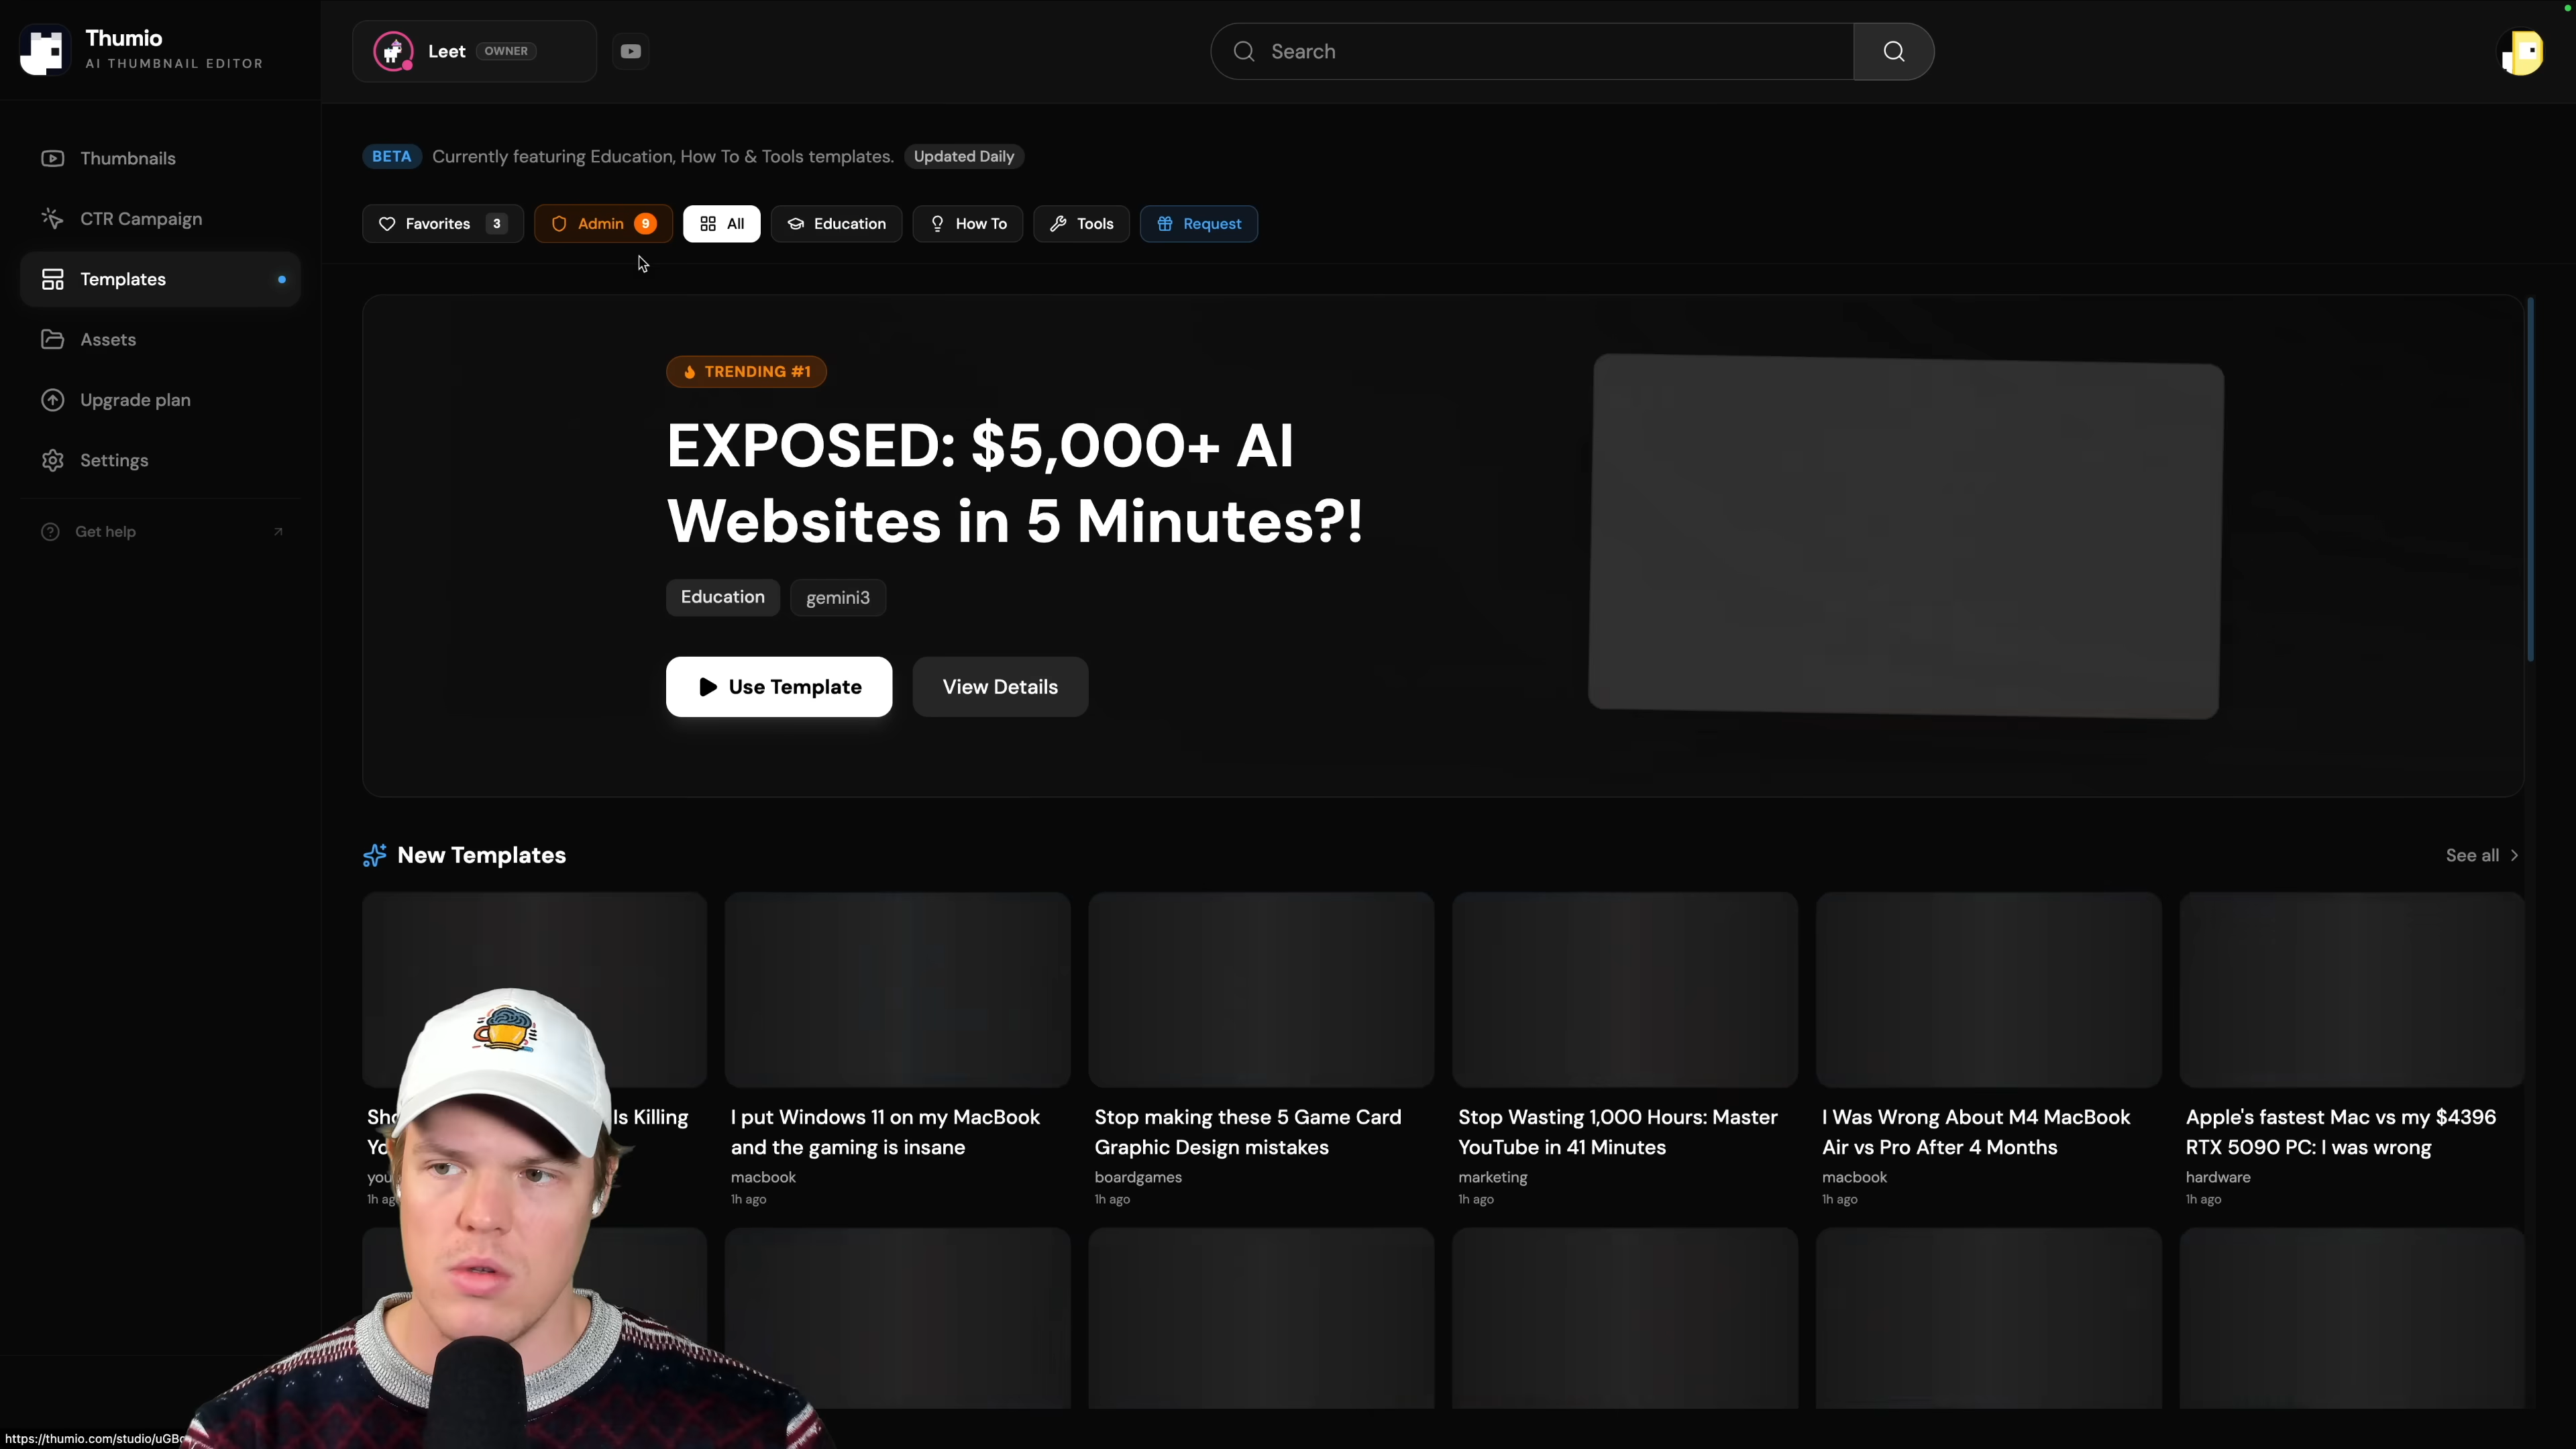 Thumio
AI THUMBNAIL EDITOR
Leet OWNER
Search
Thumbnails
CTR Campaign
Templates
Assets
Upgrade plan
Settings
Get help
BETA Currently featuring Education, How To & Tools templates. Updated Daily
Favorites 3 Admin 9 All Education How To Tools Request
TRENDING #1
EXPOSED: $5,000+ AI
Websites in 5 Minutes?!
Education gemini3
Use Template View Details
New Templates
See all
Is Killing
1h
I put Windows 11 on my MacBook
and the gaming is insane
macbook
1h ago
Stop making these 5 Game Card
Graphic Design mistakes
boardgames
1h ago
Stop Wasting 1,000 Hours: Master
YouTube in 41 Minutes
marketing
1h ago
I Was Wrong About M4 MacBook
Air vs Pro After 4 Months
macbook
1h ago
Apple's fastest Mac vs my $4396
RTX 5090 PC: I was wrong
hardware
1h ago
https://thumio.com/studio/uGB